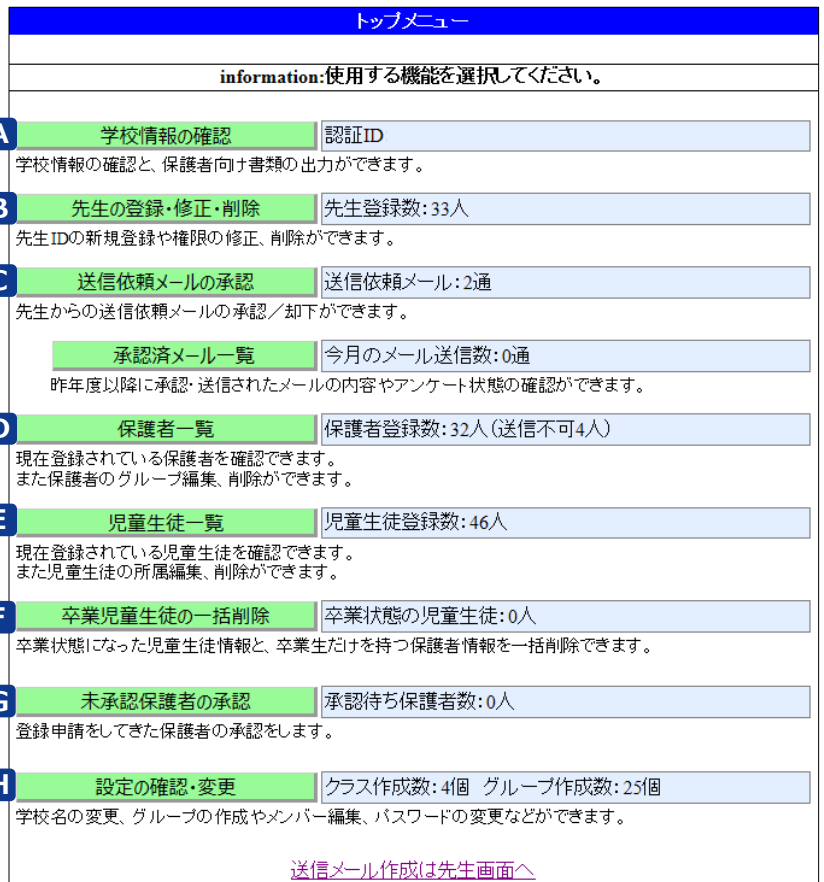 トップメニュー
information:使用する機能を選択してください。
A 学校情報の確認 認証ID
学校情報の確認と、保護者向け書類の出力ができます。
B 先生の登録・修正・削除 先生登録数:33人
先生IDの新規登録や権限の修正、削除ができます。
C 送信依頼メールの承認 送信依頼メール:2通
先生からの送信依頼メールの承認／却下ができます。
承認済メール一覧 今月のメール送信数:0通
昨年度以降に承認・送信されたメールの内容やアンケート状態の確認ができます。
D 保護者一覧 保護者登録数:32人(送信不可4人)
現在登録されている保護者を確認できます。
また保護者のグループ編集、削除ができます。
E 児童生徒一覧 児童生徒登録数:46人
現在登録されている児童生徒を確認できます。
また児童生徒の所属編集、削除ができます。
F 卒業児童生徒の一括削除 卒業状態の児童生徒:0人
卒業状態になった児童生徒情報と、卒業生だけを持つ保護者情報を一括削除できます。
G 未承認保護者の承認 承認待ち保護者数:0人
登録申請をしてきた保護者の承認をします。
H 設定の確認・変更 クラス作成数:4個 グループ作成数:25個
学校名の変更、グループの作成やメンバー編集、パスワードの変更などができます。
送信メール作成は先生画面へ